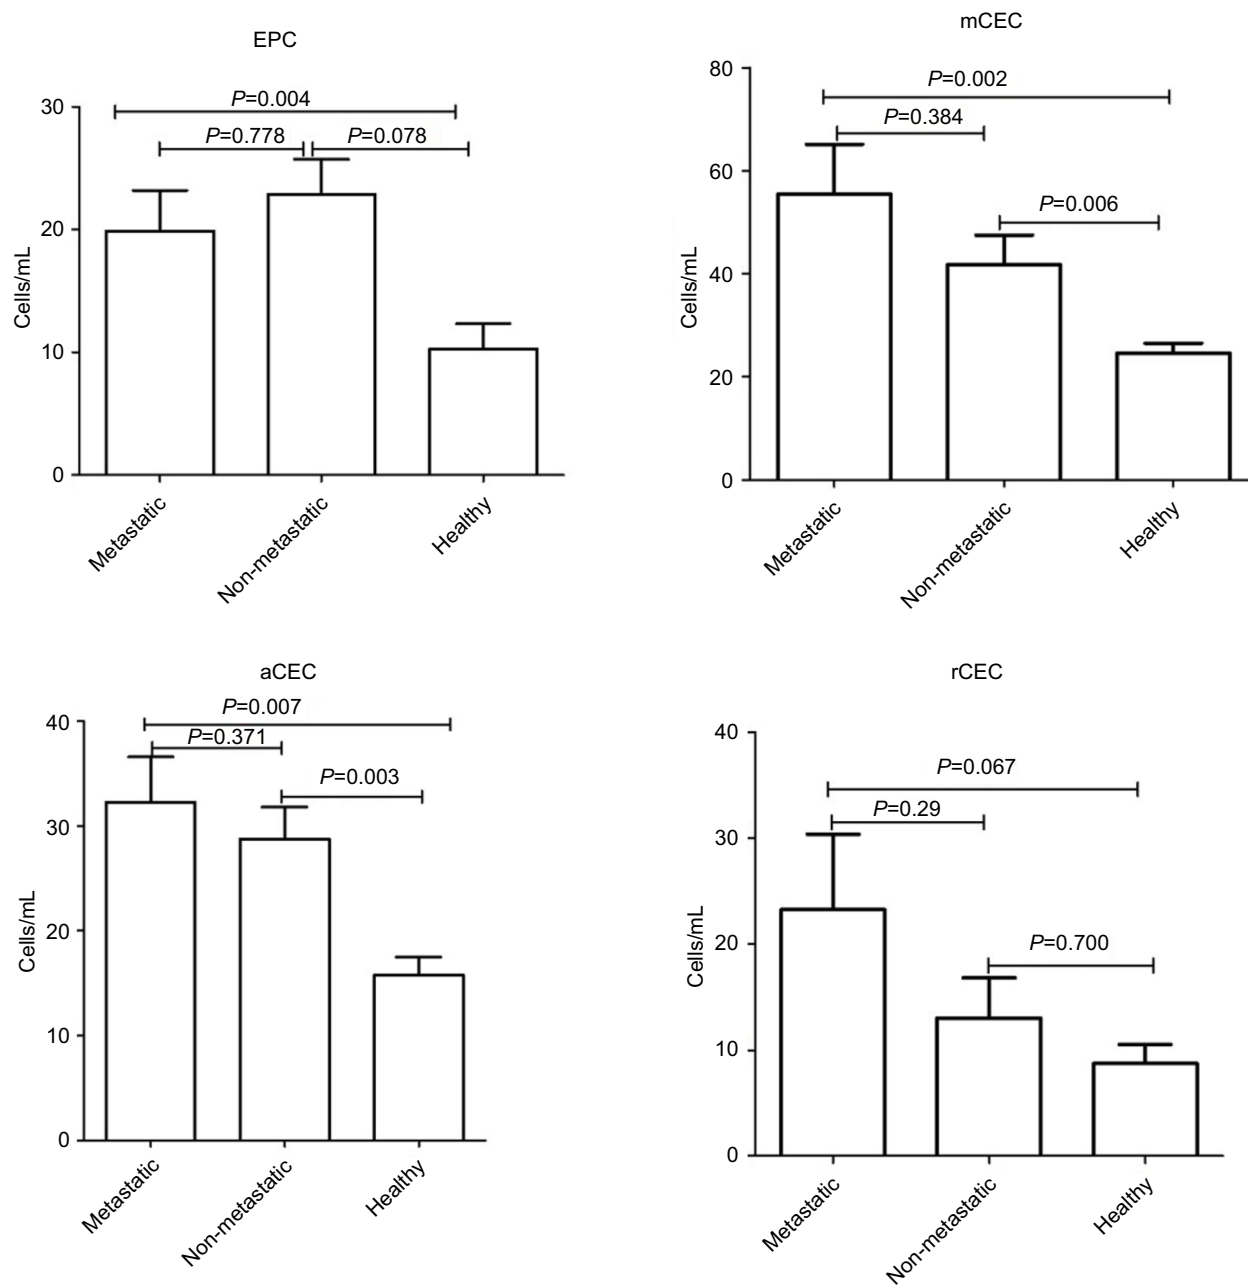 EPC
30
P=0.004
P=0.778
P=0.078
20
Cells/mL
10
0
Metastatic
Non-metastatic
Healthy
mCEC
80
P=0.002
P=0.384
60
P=0.006
40
Cells/mL
20
0
Metastatic
Non-metastatic
Healthy
aCEC
40
P=0.007
P=0.371
P=0.003
30
20
Cells/mL
10
0
Metastatic
Non-metastatic
Healthy
rCEC
40
P=0.067
P=0.29
30
P=0.700
20
Cells/mL
10
0
Metastatic
Non-metastatic
Healthy